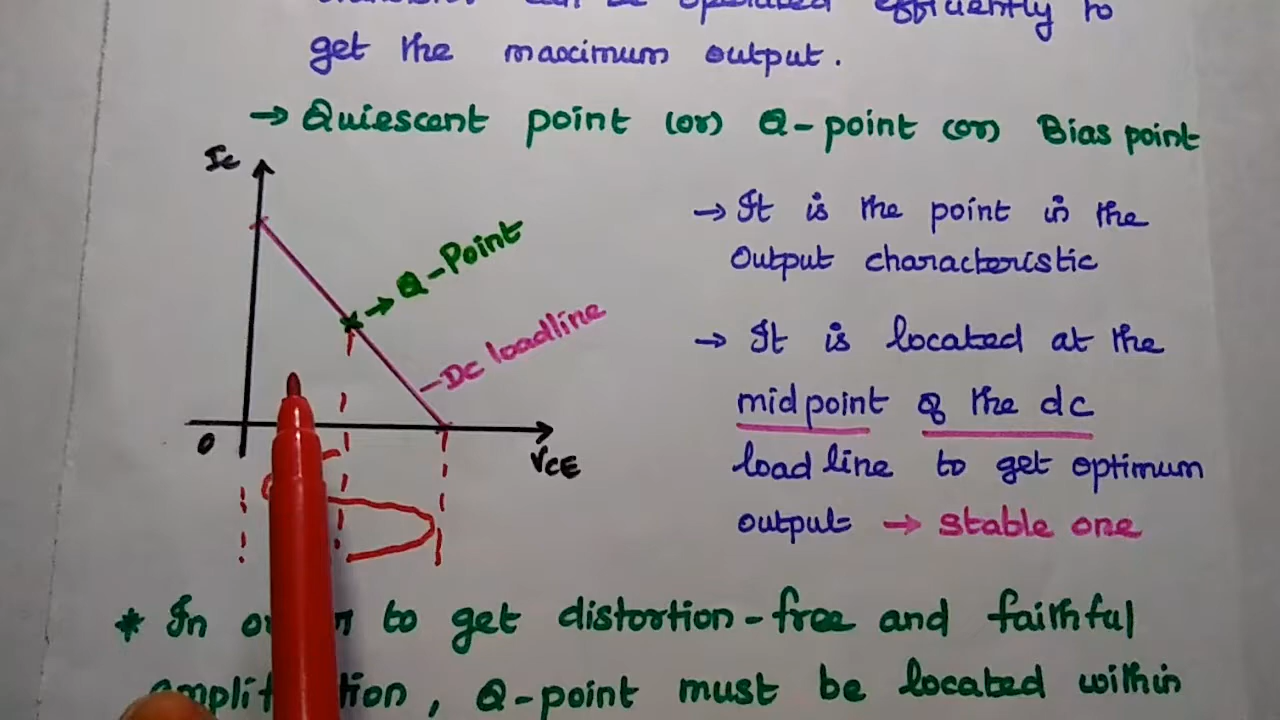 get the maximum output.
→ Quiescent point (or) Q-point (or) Bias point
Ic
Q-Point
DC loadline
0
VCE
→ It is the point in the
output characteristic
→ It is located at the
midpoint of the dc
load line to get optimum
output → stable one
* In to get distortion-free and faithful
, Q-point must be located within